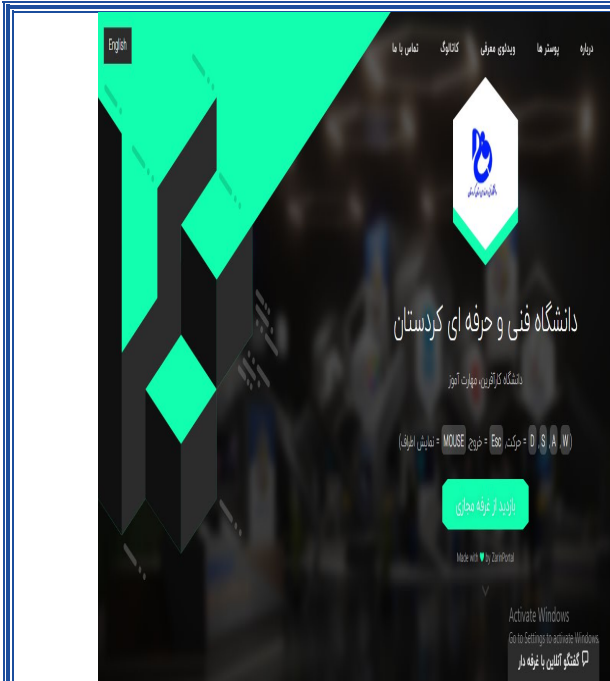 English
درباره پوستر ها ویدئوی معرفی کاتالوگ تماس با ما
دانشگاه فنی و حرفه ای کردستان
دانشگاه کارآفرین، مهارت آموز
(D , S , A , W = حرکت, Esc = خروج, MOUSE = نمایش اطراف)
بازدید از غرفه مجازی
Made with by ZarinPortal
Activate Windows
Go to Settings to activate Windows.
گفتگو آنلاین با غرفه دار